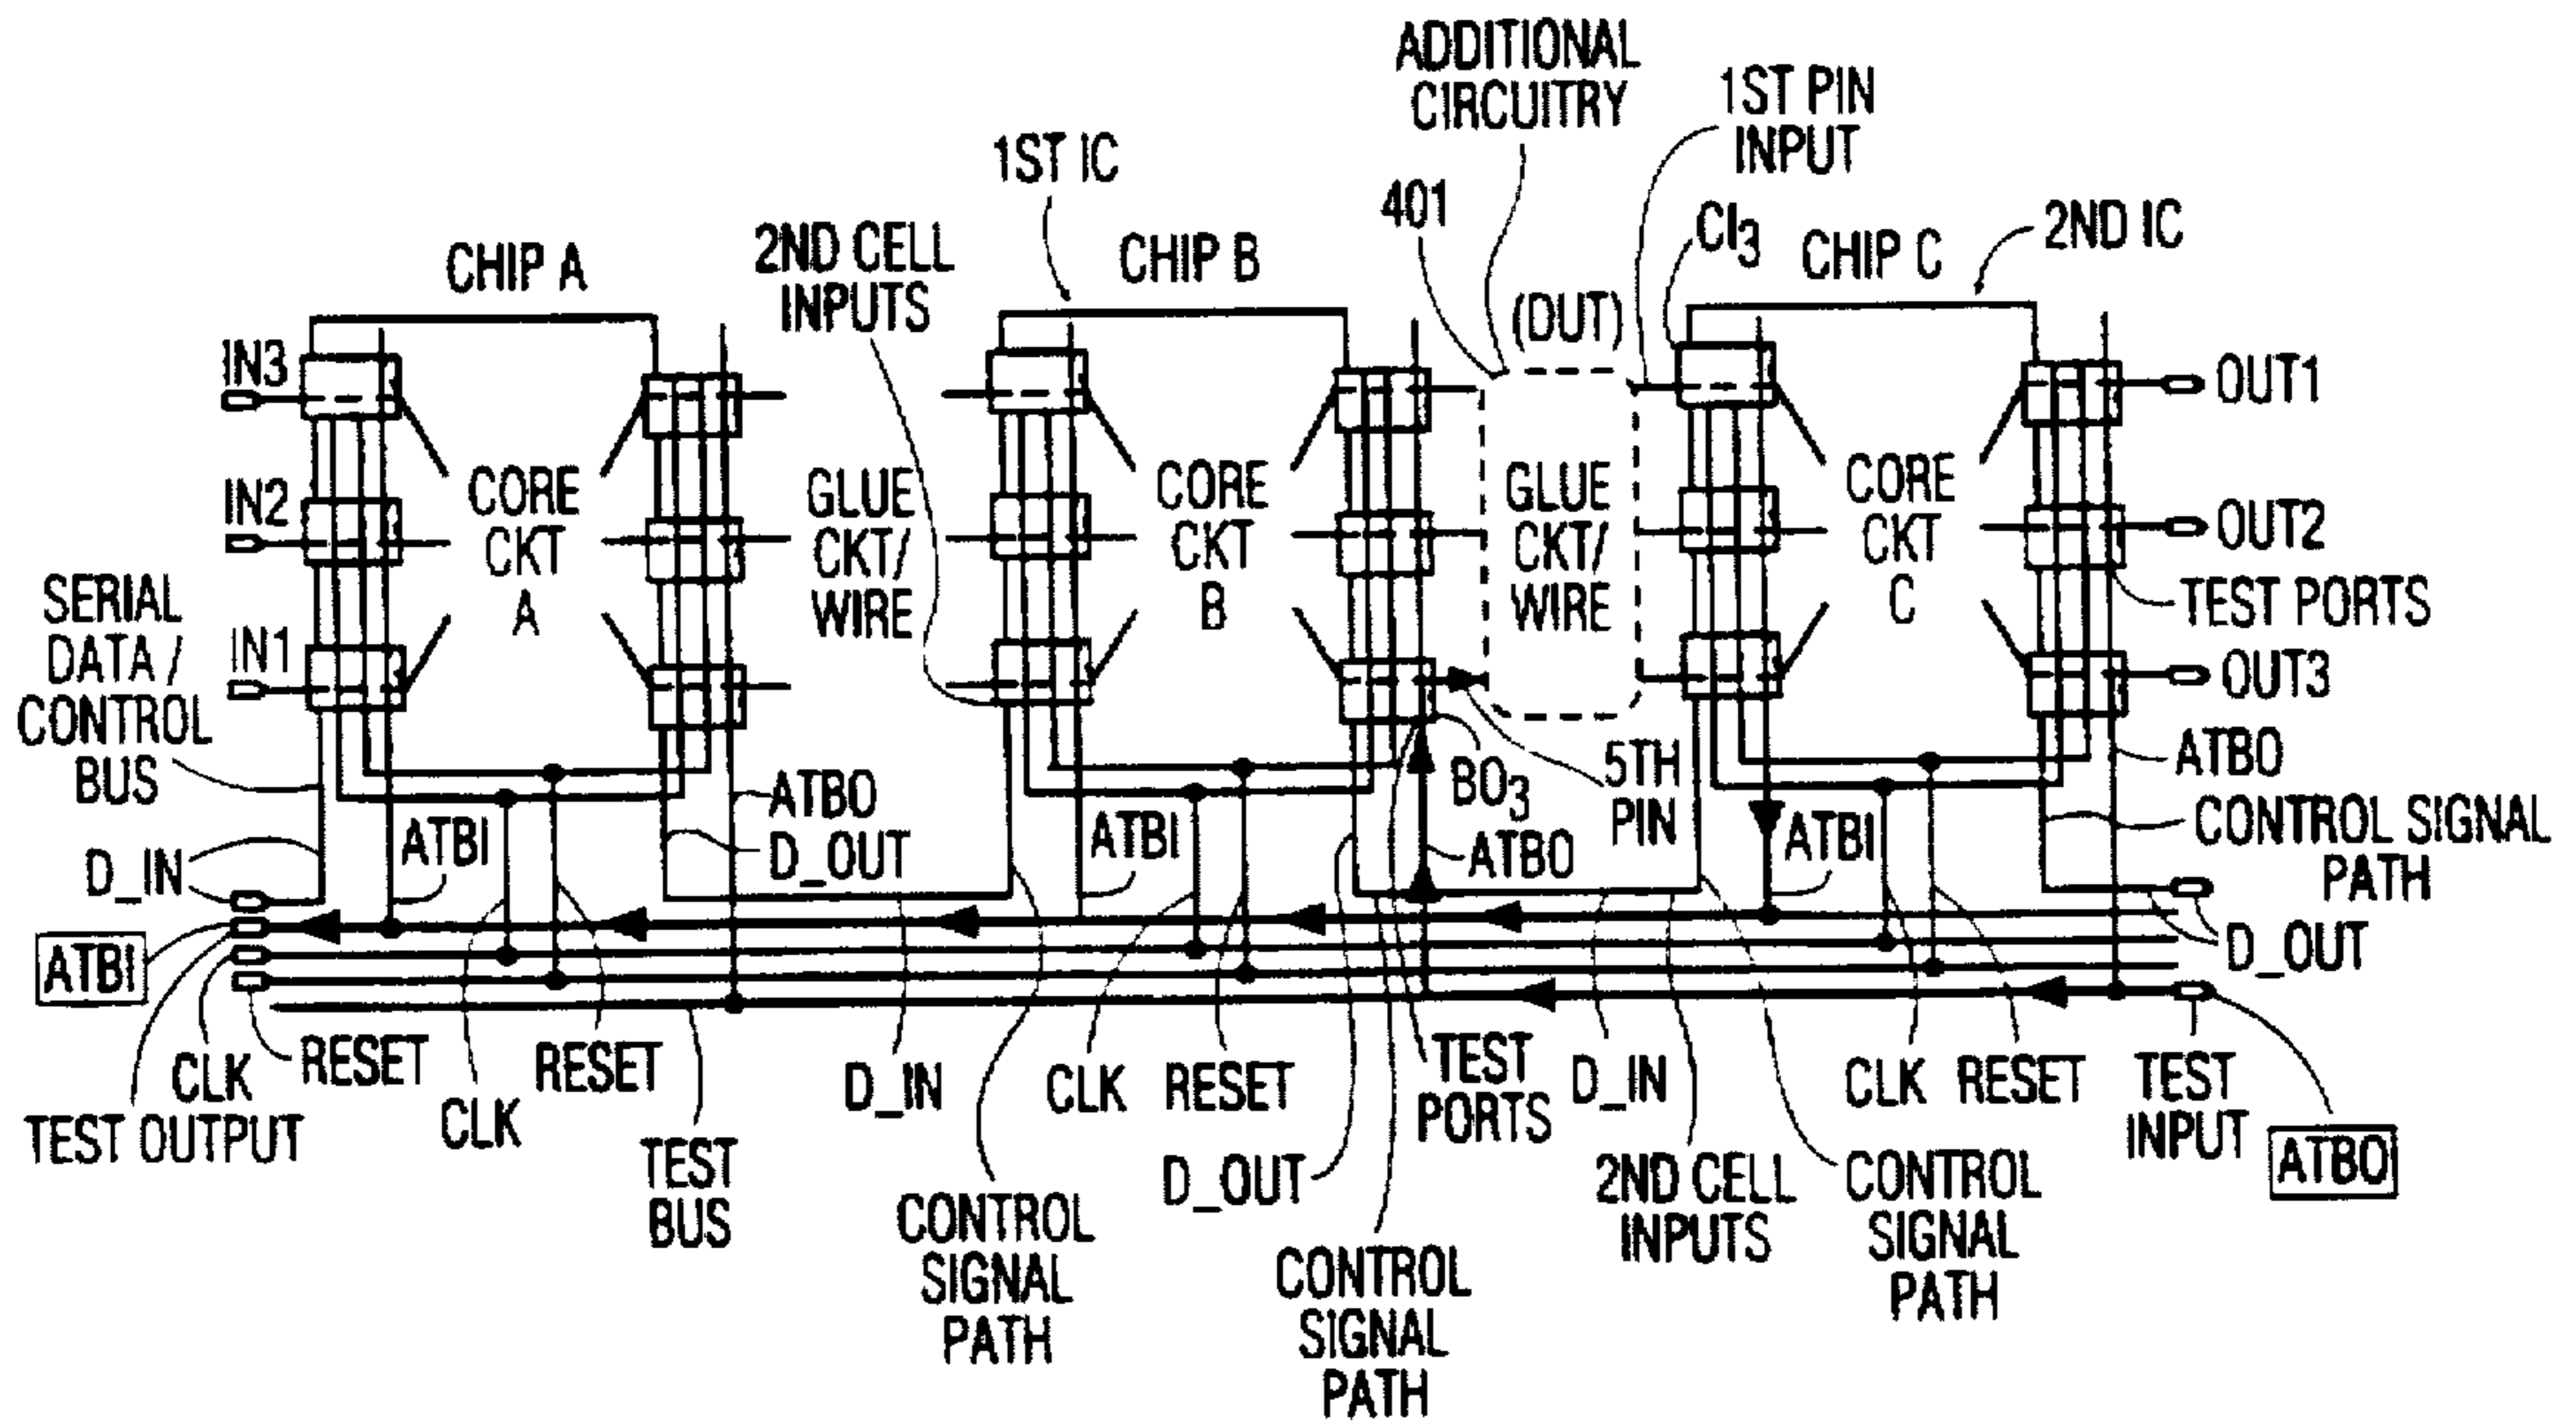 ADDITIONAL
CIRCUITRY
1ST PIN
INPUT
1ST IC
401
CI3
2ND IC
2ND CELL
INPUTS
CHIP A
CHIP B
(DUT)
CHIP C
IN3
OUT1
CORE
CKT
A
GLUE
CKT/
WIRE
CORE
CKT
B
GLUE
CKT/
WIRE
CORE
CKT
C
IN2
OUT2
TEST PORTS
SERIAL
DATA /
CONTROL
BUS
IN1
OUT3
ATBO
5TH
PIN
BO3
ATBO
D_OUT
ATBI
ATBI
ATBO
ATBI
CONTROL SIGNAL
PATH
D_IN
D_OUT
ATBI
CLK
RESET
TEST OUTPUT
CLK
RESET
TEST
BUS
D_IN
CONTROL
SIGNAL
PATH
CLK
RESET
D_OUT
TEST
PORTS
CONTROL
SIGNAL
PATH
D_IN
2ND CELL
INPUTS
CONTROL
SIGNAL
PATH
CLK
RESET
TEST
INPUT
ATBO